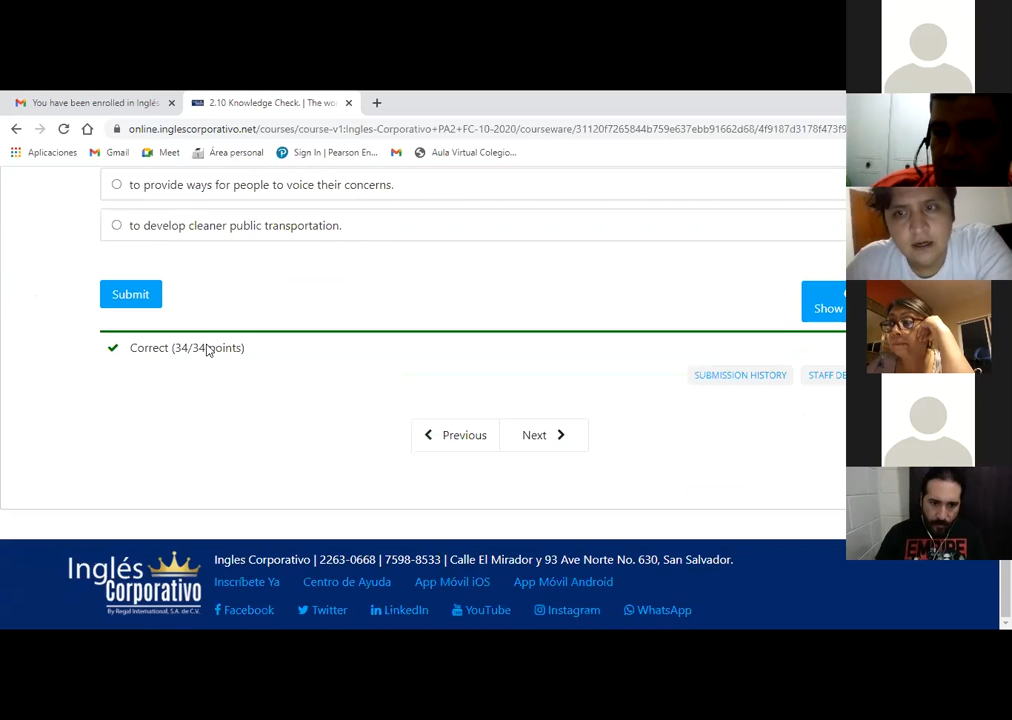 You have been enrolled in Inglés
2.10 Knowledge Check. | The wo
online.inglescorporativo.net/courses/course-v1:Ingles-Corporativo+PA2+FC-10-2020/courseware/31120f7265844b759e637ebb91662d68/4f9187d3178f473f9
Aplicaciones Gmail Meet Área personal Sign In | Pearson En... Aula Virtual Colegio...
to provide ways for people to voice their concerns.
to develop cleaner public transportation.
Submit
Show
Correct (34/34 points)
SUBMISSION HISTORY STAFF DE
Previous Next
Inglés Corporativo
By Regal International, S.A. de C.V.
Ingles Corporativo | 2263-0668 | 7598-8533 | Calle El Mirador y 93 Ave Norte No. 630, San Salvador.
Inscríbete Ya Centro de Ayuda App Móvil iOS App Móvil Android
Facebook Twitter LinkedIn YouTube Instagram WhatsApp
EMPIRE